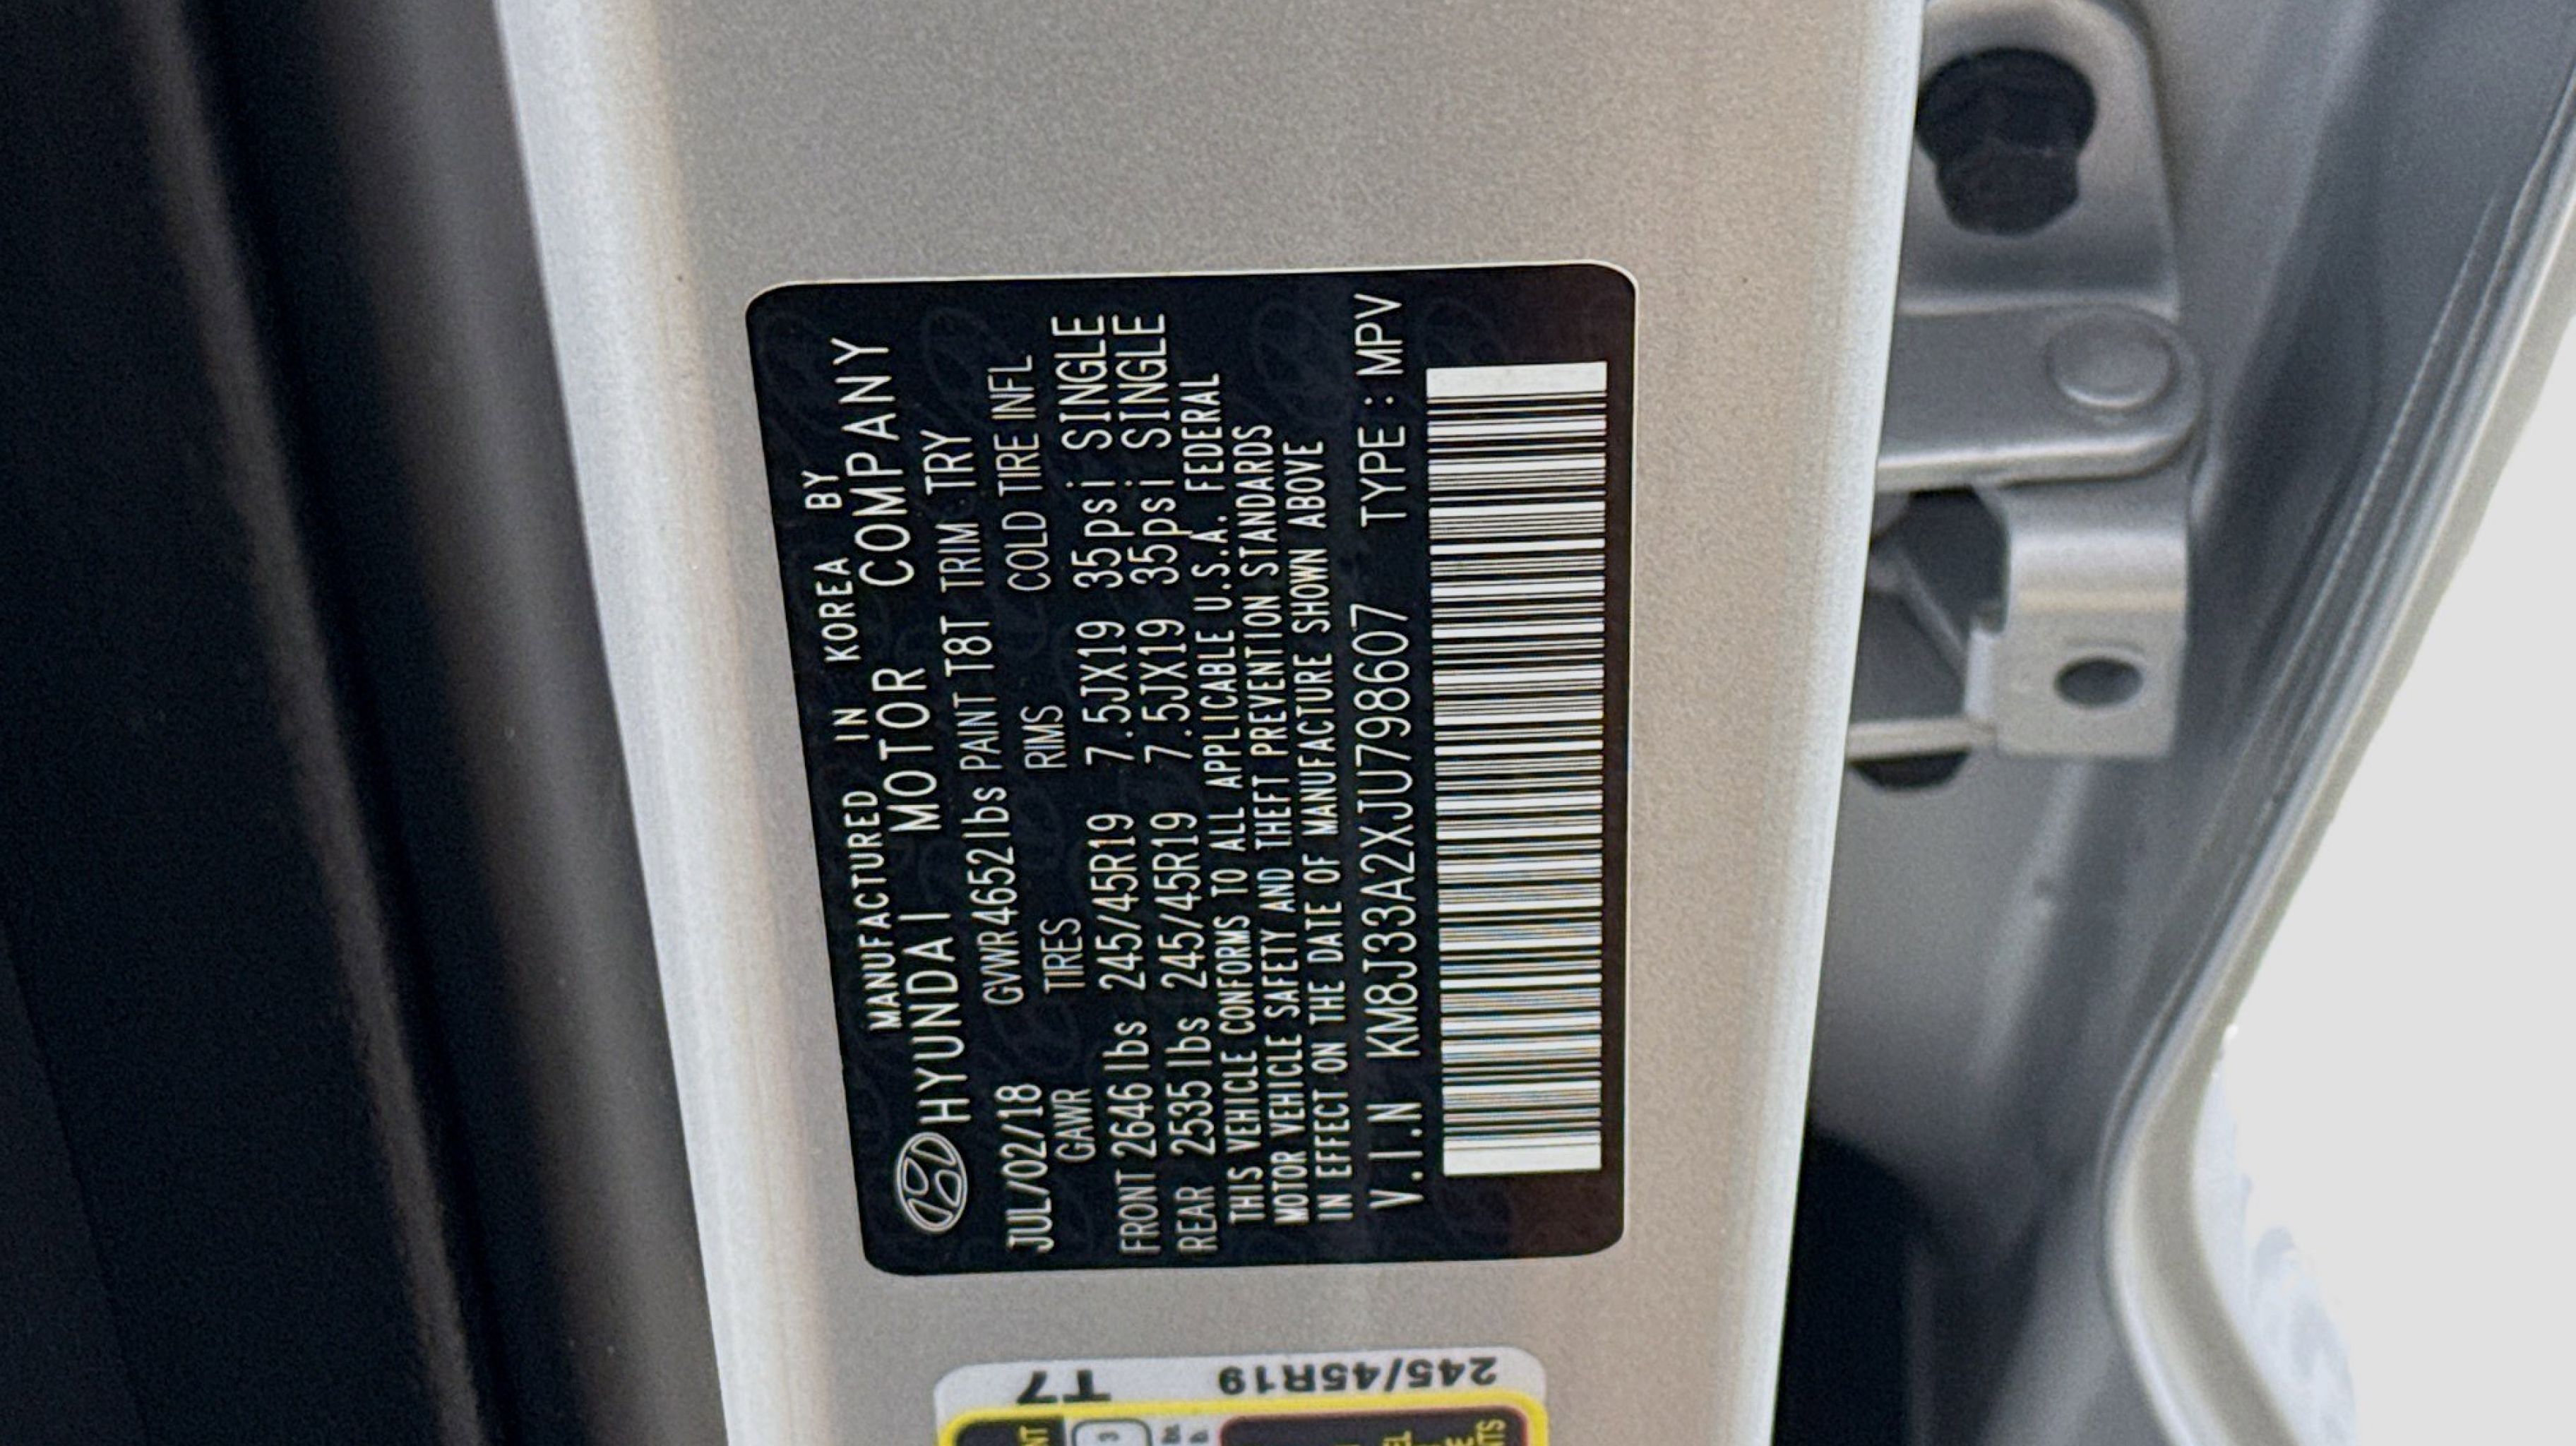 MANUFACTURED IN KOREA BY
HYUNDAI MOTOR COMPANY
JUL/02/18 GVWR4652lbs PAINT T8T TRIM TRY
GAWR TIRES RIMS COLD TIRE INFL
FRONT 2646 lbs 245/45R19 7.5JX19 35psi SINGLE
REAR 2535 lbs 245/45R19 7.5JX19 35psi SINGLE
THIS VEHICLE CONFORMS TO ALL APPLICABLE U.S.A. FEDERAL
MOTOR VEHICLE SAFETY AND THEFT PREVENTION STANDARDS
IN EFFECT ON THE DATE OF MANUFACTURE SHOWN ABOVE
V.I.N KM8J33A2XJU798607 TYPE : MPV
245/45R19 T7